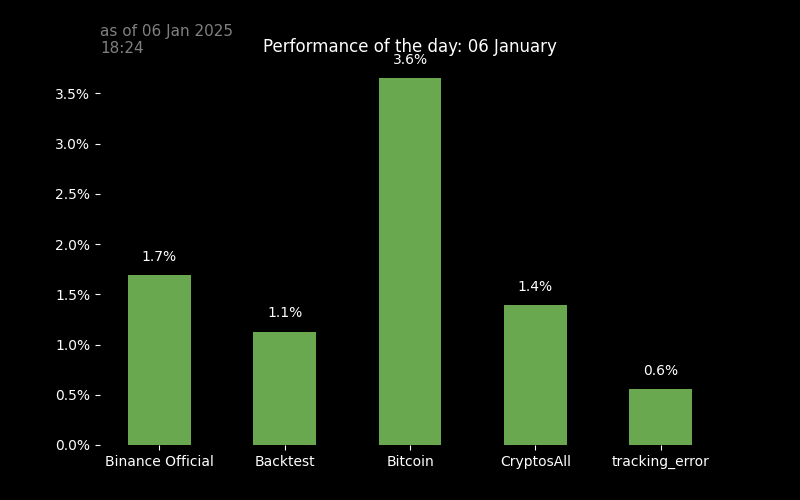 as of 06 Jan 2025
18:24
Performance of the day: 06 January
3.6%
3.5%
3.0%
2.5%
2.0%
1.7%
1.5%
1.4%
1.1%
1.0%
0.6%
0.5%
0.0%
Binance Official
Backtest
Bitcoin
CryptosAll
tracking_error